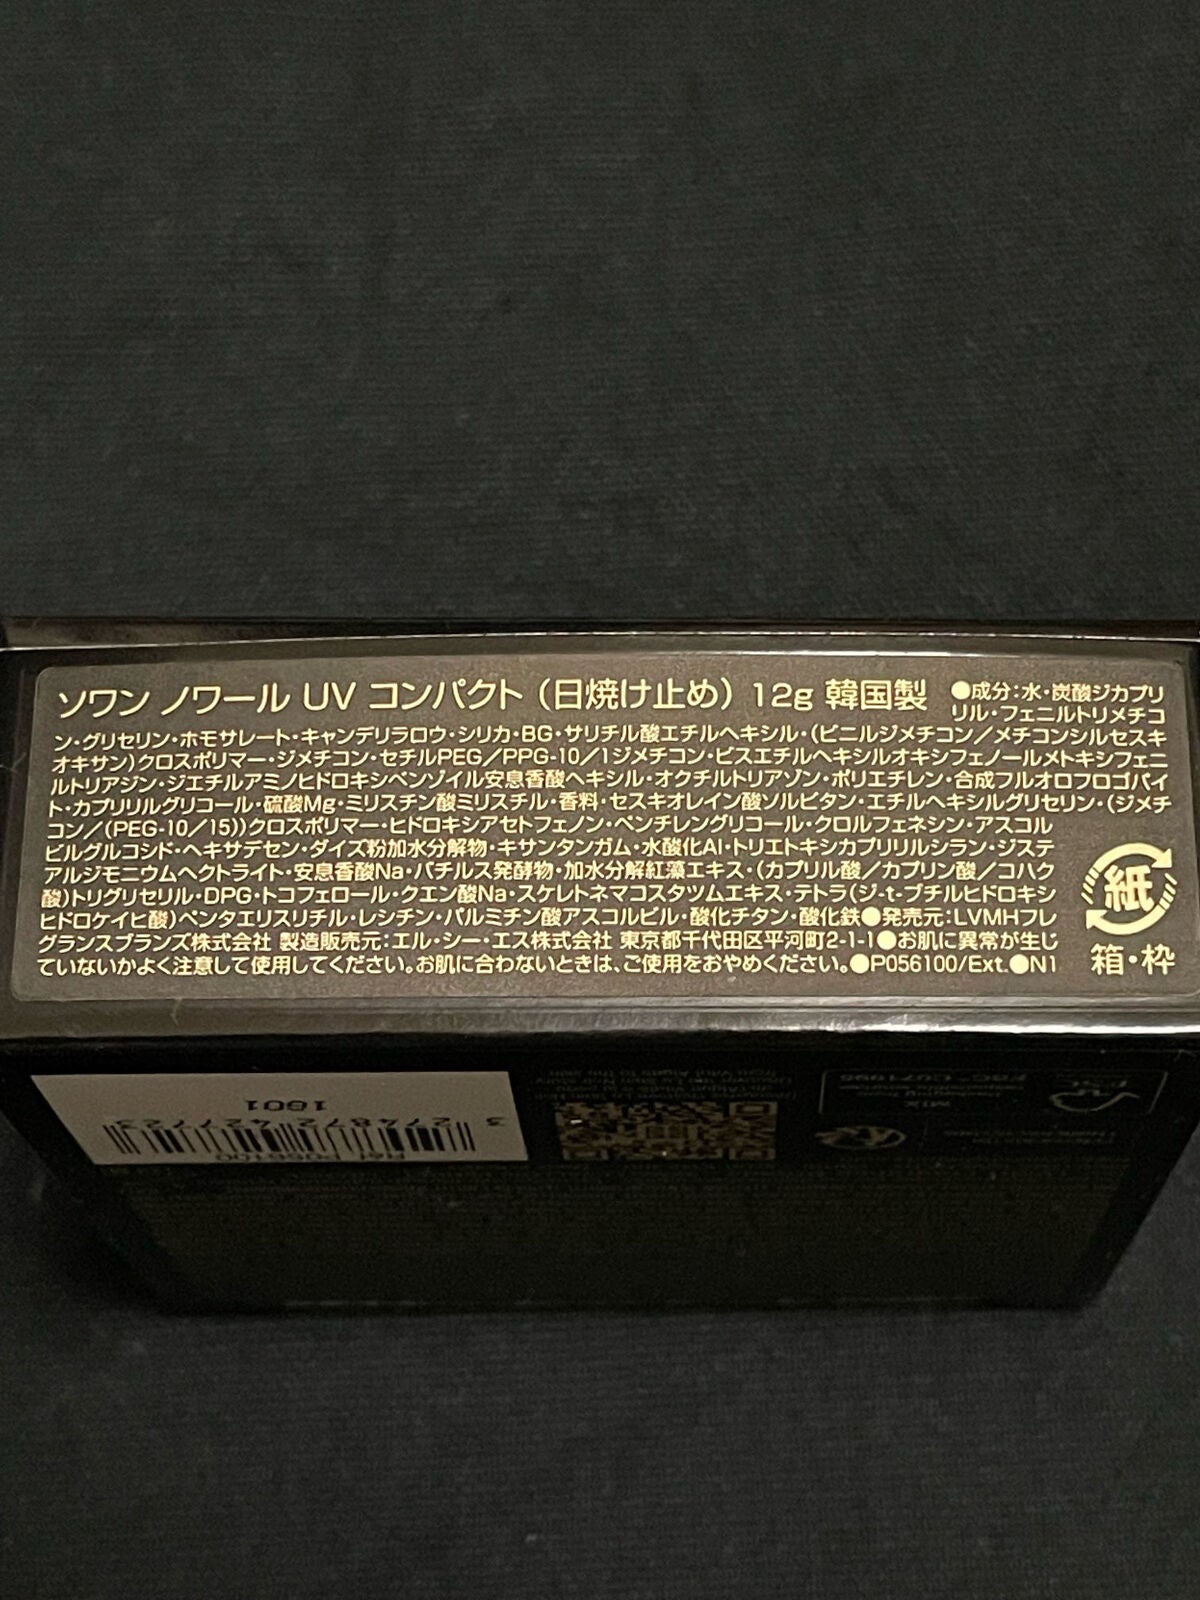 ソワン ノワール UV コンパクト（日焼け止め）12g 韓国製 ●成分：水・炭酸ジカプリ
リル・フェニルトリメチコ
ン・グリセリン・ホモサレート・キャンデリラロウ・シリカ・BG・サリチル酸エチルヘキシル・（ビニルジメチコン／メチコンシルセスキ
オキサン）クロスポリマー・ジメチコン・セチルPEG／PPG-10／1ジメチコン・ビスエチルヘキシルオキシフェノールメトキシフェニ
ルトリアジン・ジエチルアミノヒドロキシベンゾイル安息香酸ヘキシル・オクチルトリアゾン・ポリエチレン・合成フルオロフロゴパイ
ト・カプリリルグリコール・硫酸Mg・ミリスチン酸ミリスチル・香料・セスキオレイン酸ソルビタン・エチルヘキシルグリセリン・（ジメチ
コン／（PEG-10／15））クロスポリマー・ヒドロキシアセトフェノン・ペンチレングリコール・クロルフェネシン・アスコル
ビルグルコシド・ヘキサデセン・ダイズ粉加水分解物・キサンタンガム・水酸化Al・トリエトキシカプリリルシラン・ジステ
アルジモニウムヘクトライト・安息香酸Na・バチルス発酵物・加水分解紅藻エキス・（カプリル酸／カプリン酸／コハク
酸）トリグリセリル・DPG・トコフェロール・クエン酸Na・スケレトネマコスタツムエキス・テトラ（ジ-t-ブチルヒドロキシ
ヒドロケイヒ酸）ペンタエリスリチル・レシチン・パルミチン酸アスコルビル・酸化チタン・酸化鉄●発売元：LVMHフレ
グランスブランズ株式会社 製造販売元：エル・シー・エス株式会社 東京都千代田区平河町2-1-1●お肌に異常が生じ
ていないかよく注意して使用してください。お肌に合わないときは、ご使用をおやめください。●P056100/Ext.●N1
紙
箱・枠
1601
3 274872 427723
P056100